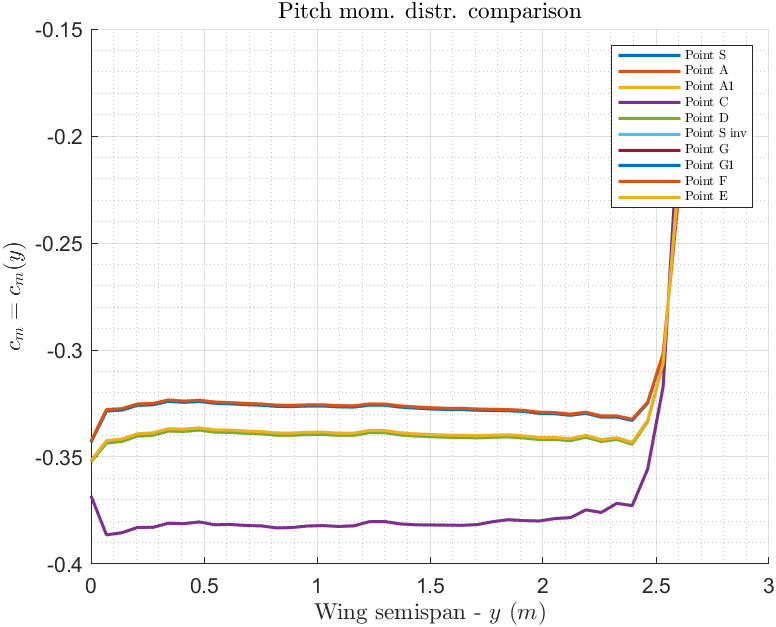 Pitch mom. distr. comparison
-0.15
-0.2
-0.25
-0.3
-0.35
-0.4
c_m = c_m(y)
Point S
Point A
Point A1
Point C
Point D
Point S inv
Point G
Point G1
Point F
Point E
0 0.5 1 1.5 2 2.5 3
Wing semispan - y (m)